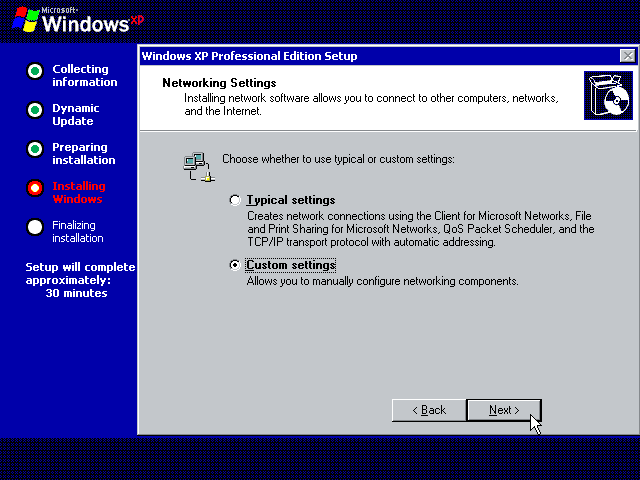 Microsoft
Windows xp
Windows XP Professional Edition Setup
Collecting
information
Dynamic
Update
Preparing
installation
Installing
Windows
Finalizing
installation
Setup will complete
approximately:
30 minutes
Networking Settings
Installing network software allows you to connect to other computers, networks,
and the Internet.
Choose whether to use typical or custom settings:
Typical settings
Creates network connections using the Client for Microsoft Networks, File
and Print Sharing for Microsoft Networks, QoS Packet Scheduler, and the
TCP/IP transport protocol with automatic addressing.
Custom settings
Allows you to manually configure networking components.
< Back
Next >